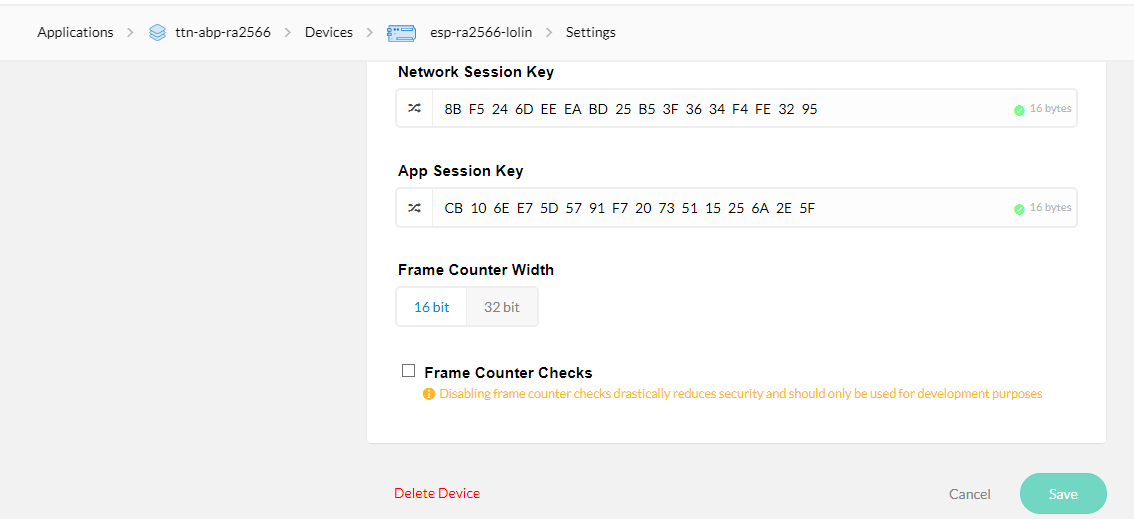 Applications > ttn-abp-ra2566 > Devices > esp-ra2566-lolin > Settings
Network Session Key
8B F5 24 6D EE EA BD 25 B5 3F 36 34 F4 FE 32 95 16 bytes
App Session Key
CB 10 6E E7 5D 57 91 F7 20 73 51 15 25 6A 2E 5F 16 bytes
Frame Counter Width
16 bit 32 bit
Frame Counter Checks
Disabling frame counter checks drastically reduces security and should only be used for development purposes
Delete Device Cancel Save